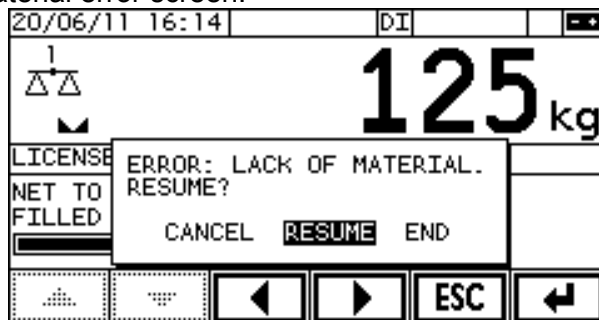 20/06/11 16:14 DI
1
125 kg
LICENSE
ERROR: LACK OF MATERIAL.
NET TO
RESUME?
FILLED
CANCEL RESUME END
ESC